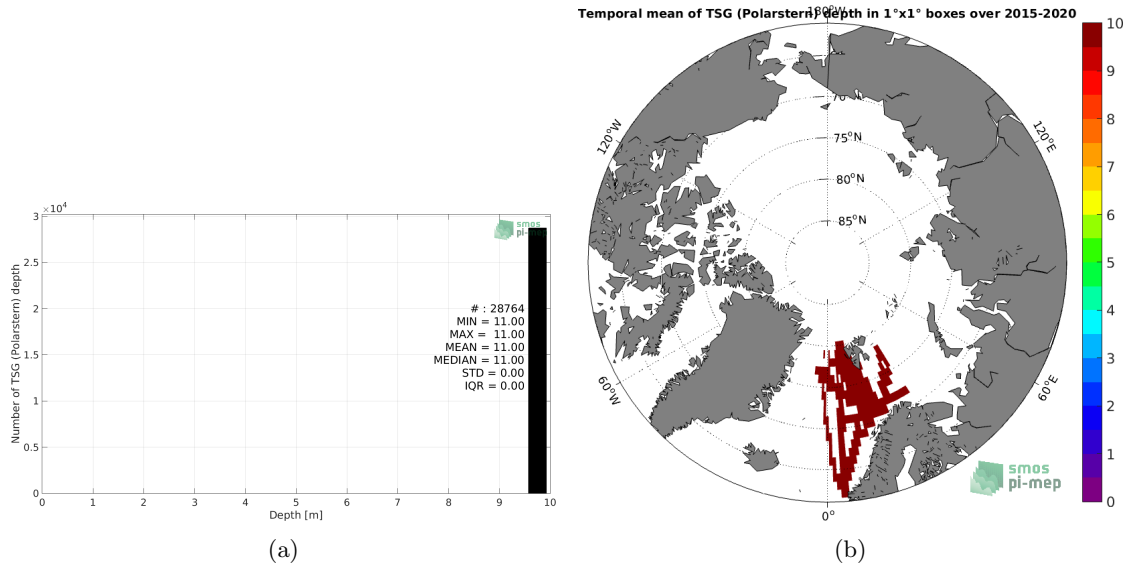 ×10⁴
3
2.5
2
1.5
1
0.5
0
Number of TSG (Polarstern) depth
smos
pi-mep
# : 28764
MIN = 11.00
MAX = 11.00
MEAN = 11.00
MEDIAN = 11.00
STD = 0.00
IQR = 0.00
0 1 2 3 4 5 6 7 8 9 10
Depth [m]
(a)
Temporal mean of TSG (Polarstern) depth in 1°x1° boxes over 2015-2020
180°W
120°W
120°E
70°N
75°N
80°N
85°N
60°W
60°E
0°
smos
pi-mep
10
9
8
7
6
5
4
3
2
1
0
(b)